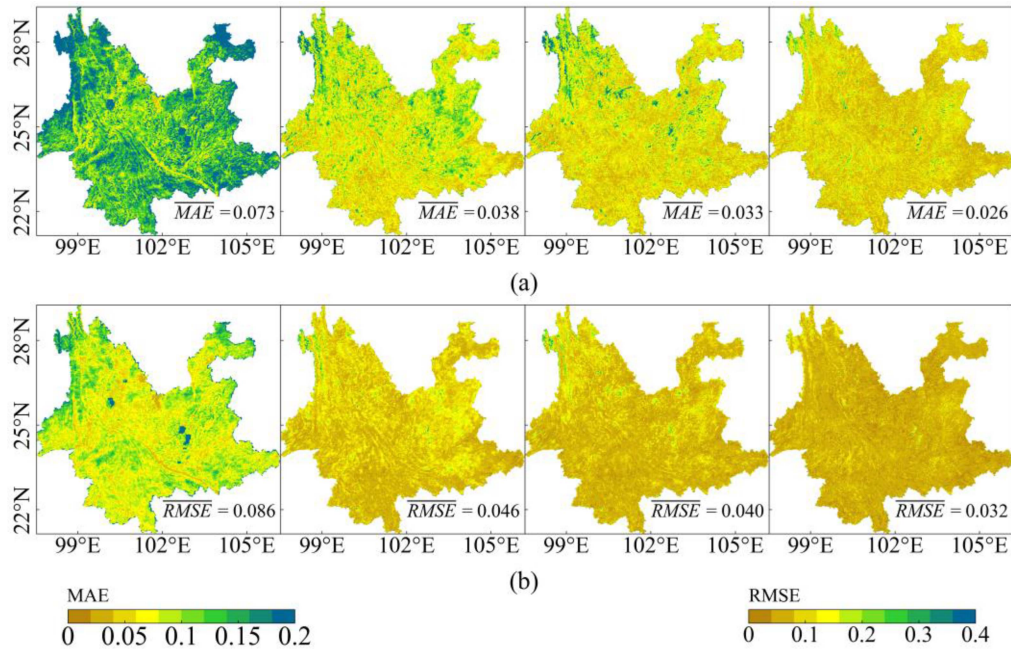 28°N
25°N
22°N
MAE = 0.073
MAE = 0.038
MAE = 0.033
MAE = 0.026
99°E 102°E 105°E 99°E 102°E 105°E 99°E 102°E 105°E 99°E 102°E 105°E
(a)
28°N
25°N
22°N
RMSE = 0.086
RMSE = 0.046
RMSE = 0.040
RMSE = 0.032
99°E 102°E 105°E 99°E 102°E 105°E 99°E 102°E 105°E 99°E 102°E 105°E
(b)
MAE
0 0.05 0.1 0.15 0.2
RMSE
0 0.1 0.2 0.3 0.4